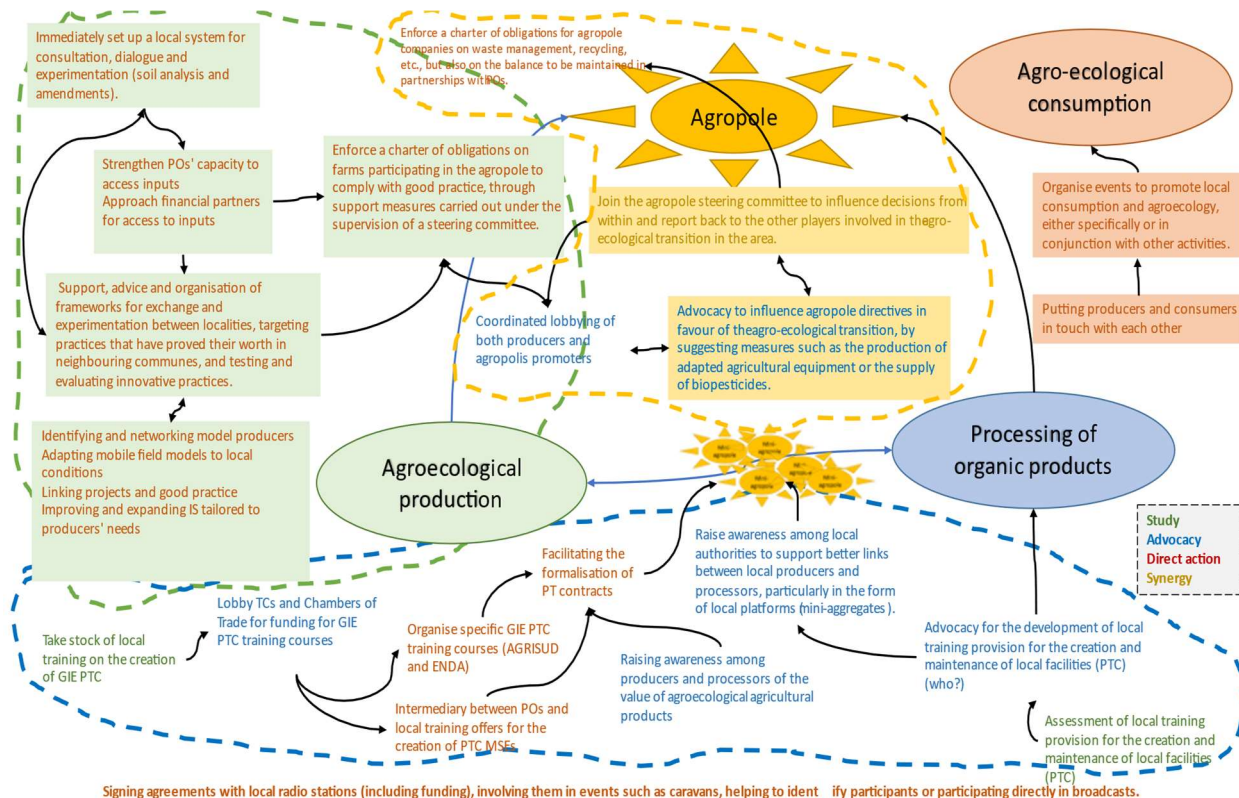 Immediately set up a local system for
consultation, dialogue and
experimentation (soil analysis and
amendments).
Enforce a charter of obligations for agropole
companies on waste management, recycling,
etc., but also on the balance to be maintained in
partnerships with POs.
Agropole
Agro-ecological
consumption
Strengthen POs' capacity to
access inputs
Approach financial partners
for access to inputs
Enforce a charter of obligations on
farms participating in the agropole to
comply with good practice, through
support measures carried out under the
supervision of a steering committee.
Join the agropole steering committee to influence decisions from
within and report back to the other players involved in theagro-
ecological transition in the area.
Organise events to promote local
consumption and agroecology,
either specifically or in
conjunction with other activities.
Support, advice and organisation of
frameworks for exchange and
experimentation between localities, targeting
practices that have proved their worth in
neighbouring communes, and testing and
evaluating innovative practices.
Coordinated lobbying of
both producers and
agropolis promoters
Advocacy to influence agropole directives in
favour of theagro-ecological transition, by
suggesting measures such as the production of
adapted agricultural equipment or the supply
of biopesticides.
Putting producers and consumers
in touch with each other
Identifying and networking model producers
Adapting mobile field models to local
conditions
Linking projects and good practice
Improving and expanding IS tailored to
producers' needs
Agroecological
production
Processing of
organic products
Study
Advocacy
Direct action
Synergy
Facilitating the
formalisation of
PT contracts
Raise awareness among local
authorities to support better links
between local producers and
processors, particularly in the form
of local platforms (mini-aggregates).
Take stock of local
training on the creation
of GIE PTC
Lobby TCs and Chambers of
Trade for funding for GIE
PTC training courses
Organise specific GIE PTC
training courses (AGRISUD
and ENDA)
Intermediary between POs and
local training offers for the
creation of PTC MSEs
Raising awareness among
producers and processors of the
value of agroecological agricultural
products
Advocacy for the development of local
training provision for the creation and
maintenance of local facilities (PTC)
(who?)
Assessment of local training
provision for the creation and
maintenance of local facilities
(PTC)
Signing agreements with local radio stations (including funding), involving them in events such as caravans, helping to ident ify participants or participating directly in broadcasts.